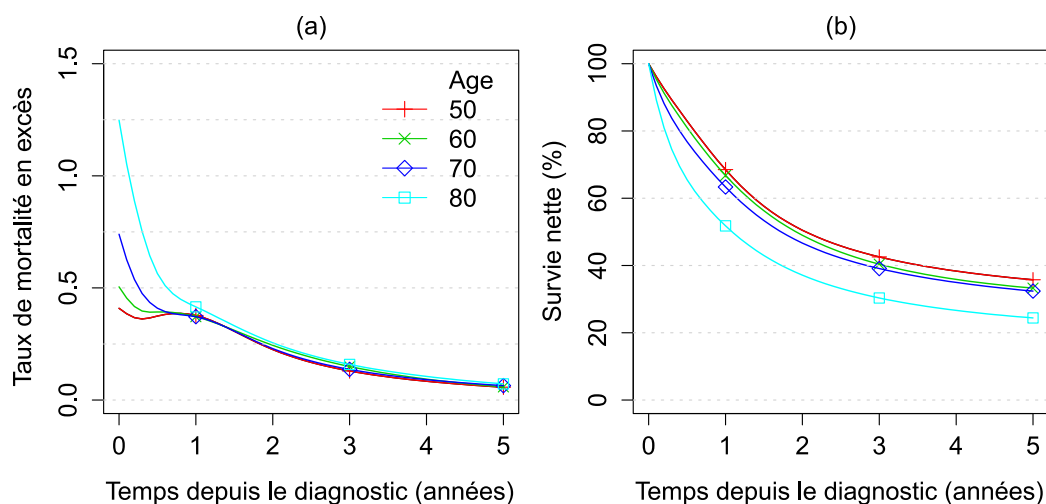 (a)
Taux de mortalité en excès
1.5
1.0
0.5
0.0
Age
50
60
70
80
0 1 2 3 4 5
Temps depuis le diagnostic (années)
(b)
Survie nette (%)
100
80
60
40
20
0
0 1 2 3 4 5
Temps depuis le diagnostic (années)